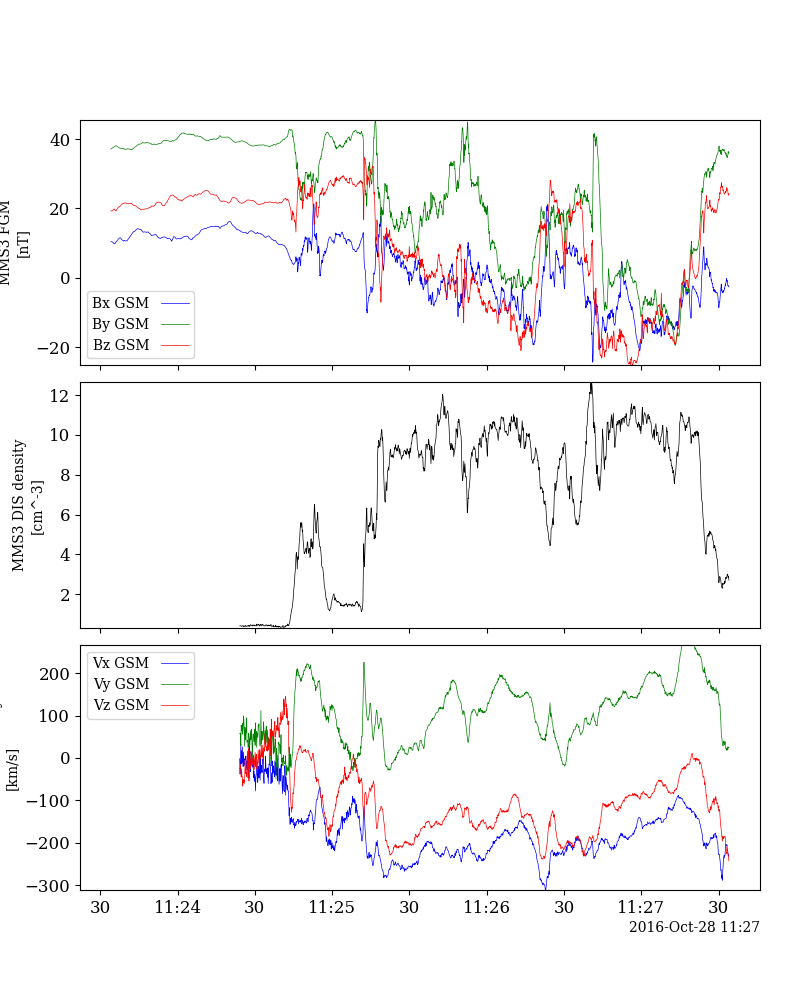 40
20
0
−20
MMS3 FGM
[nT]
Bx GSM
By GSM
Bz GSM
12
10
8
6
4
2
MMS3 DIS density
[cm^-3]
200
100
0
−100
−200
−300
[km/s]
Vx GSM
Vy GSM
Vz GSM
30 11:24 30 11:25 30 11:26 30 11:27 30
2016-Oct-28 11:27